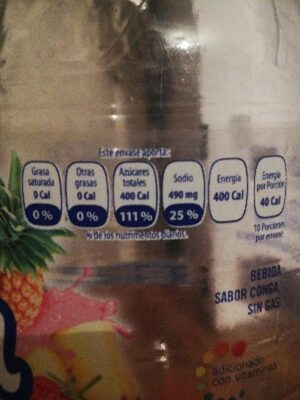 Este envase aporta:
Grasa saturada 0 Cal 0 %
Otras grasas 0 Cal 0 %
Azúcares totales 400 Cal 111 %
Sodio 490 mg 25 %
Energía 400 Cal
Energía por Porción 40 Cal
% de los nutrimentos diarios.
10 Porciones
por envase
BEBIDA
SABOR CONGA,
SIN GAS
adicionado
con vitaminas